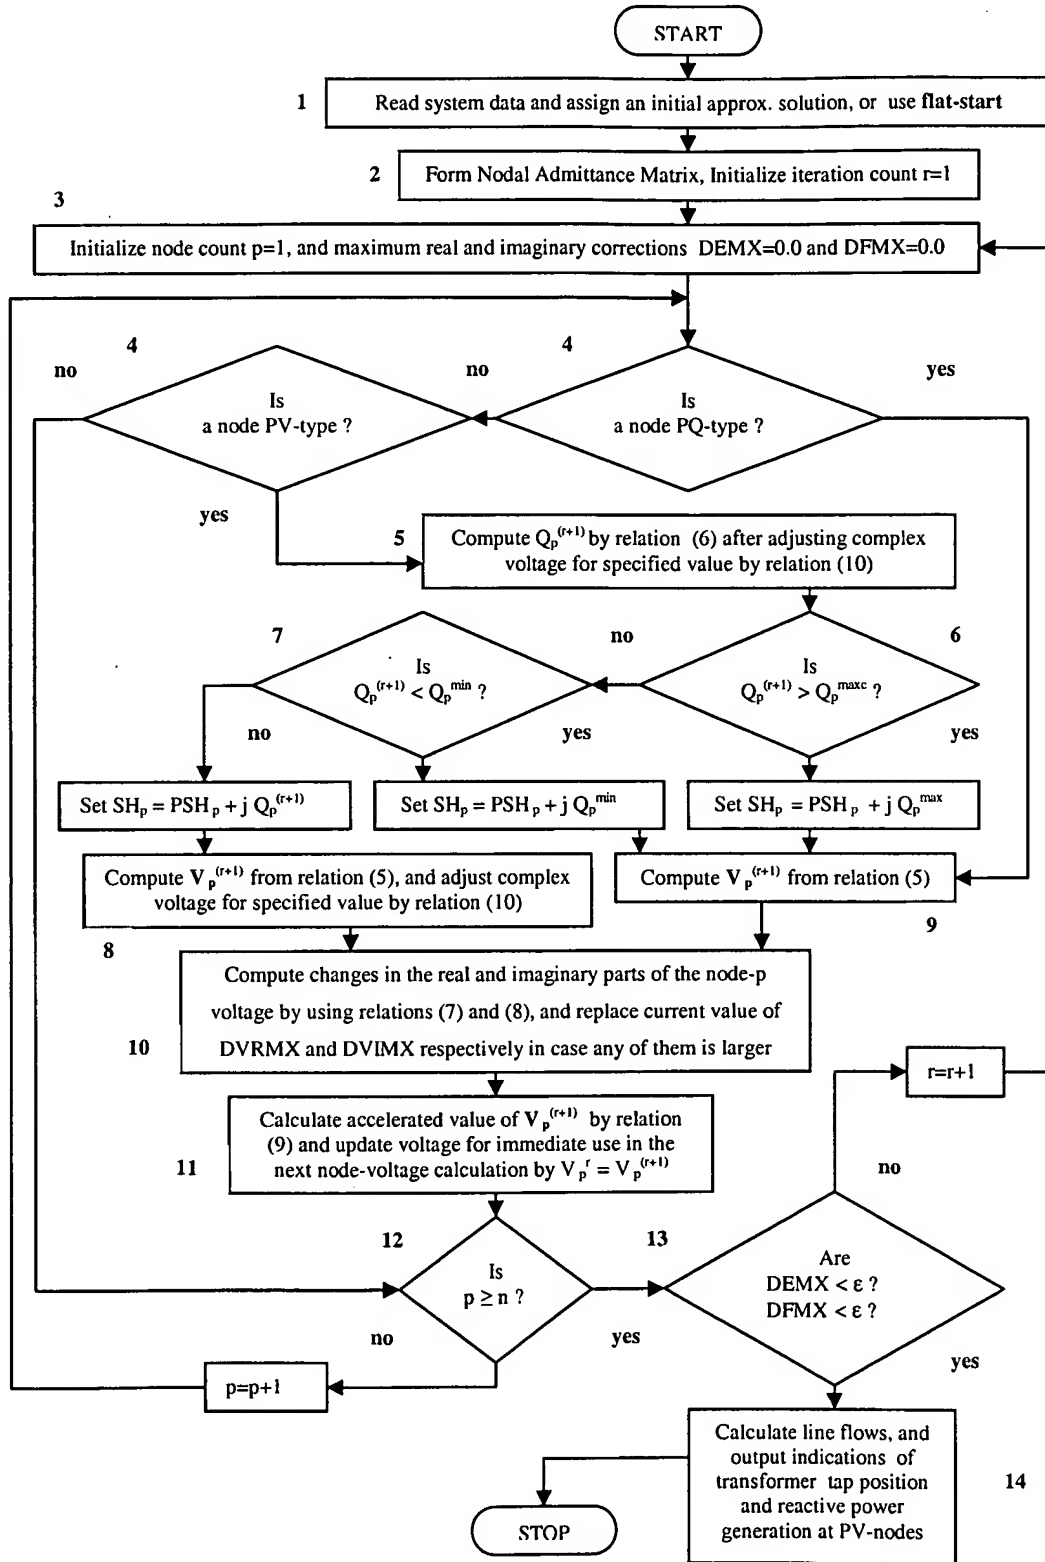 START
1
Read system data and assign an initial approx. solution, or use flat-start
2
Form Nodal Admittance Matrix, Initialize iteration count r=1
3
Initialize node count p=1, and maximum real and imaginary corrections DEMX=0.0 and DFMX=0.0
no
4
no
4
yes
Is
a node PV-type ?
Is
a node PQ-type ?
yes
5
Compute Qp^(r+1) by relation (6) after adjusting complex
voltage for specified value by relation (10)
7
no
6
Is
Qp^(r+1) < Qp^min ?
Is
Qp^(r+1) > Qp^maxc ?
no
yes
yes
Set SHp = PSHp + j Qp^(r+1)
Set SHp = PSHp + j Qp^min
Set SHp = PSHp + j Qp^max
Compute Vp^(r+1) from relation (5), and adjust complex
voltage for specified value by relation (10)
Compute Vp^(r+1) from relation (5)
8
9
Compute changes in the real and imaginary parts of the node-p
voltage by using relations (7) and (8), and replace current value of
DVRMX and DVIMX respectively in case any of them is larger
10
r=r+1
Calculate accelerated value of Vp^(r+1) by relation
(9) and update voltage for immediate use in the
next node-voltage calculation by Vp^r = Vp^(r+1)
11
no
12
13
Is
p ≥ n ?
Are
DEMX < ε ?
DFMX < ε ?
no
yes
yes
p=p+1
Calculate line flows, and
output indications of
transformer tap position
and reactive power
generation at PV-nodes
14
STOP